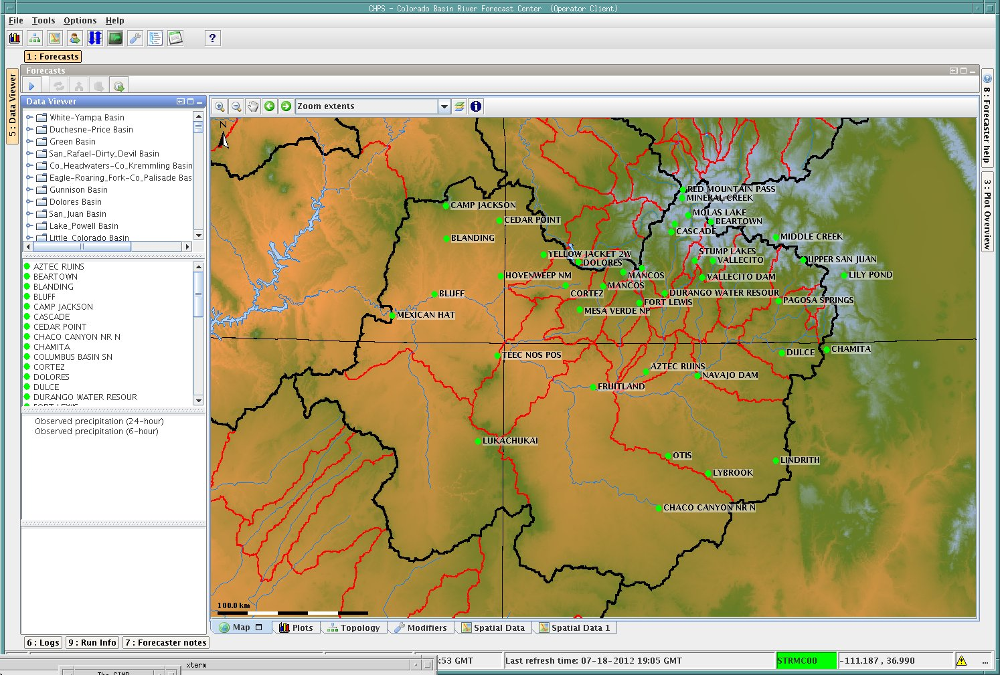 CHPS - Colorado Basin River Forecast Center (Operator Client)
File Tools Options Help
?
1 : Forecasts
Forecasts
5 : Data Viewer
8 : Forecaster help
3 : Plot Overview
Data Viewer
White-Yampa Basin
Duchesne-Price Basin
Green Basin
San_Rafael-Dirty_Devil Basin
Co_Headwaters-Co_Kremmling Basin
Eagle-Roaring_Fork-Co_Palisade Bas
Gunnison Basin
Dolores Basin
San_Juan Basin
Lake_Powell Basin
Little_Colorado Basin
AZTEC RUINS
BEARTOWN
BLANDING
BLUFF
CAMP JACKSON
CASCADE
CEDAR POINT
CHACO CANYON NR N
CHAMITA
COLUMBUS BASIN SN
CORTEZ
DOLORES
DULCE
DURANGO WATER RESOUR
FORT LEWIS
Observed precipitation (24-hour)
Observed precipitation (6-hour)
Zoom extents
N
RED MOUNTAIN PASS
MINERAL CREEK
CAMP JACKSON
MOLAS LAKE
CEDAR POINT
BEARTOWN
CASCADE
BLANDING
MIDDLE CREEK
STUMP LAKES
YELLOW JACKET 2W
VALLECITO
UPPER SAN JUAN
DOLORES
HOVENWEEP NM
MANCOS
VALLECITO DAM
LILY POND
MANCOS
BLUFF
CORTEZ
DURANGO WATER RESOUR
FORT LEWIS
PAGOSA SPRINGS
MEXICAN HAT
MESA VERDE NP
CHAMITA
DULCE
TEEC NOS POS
AZTEC RUINS
NAVAJO DAM
FRUITLAND
LUKACHUKAI
OTIS
LINDRITH
LYBROOK
CHACO CANYON NR N
100.0 km
Map Plots Topology Modifiers Spatial Data Spatial Data 1
6 : Logs 9 : Run Info 7 : Forecaster notes
:53 GMT Last refresh time: 07-18-2012 19:05 GMT STRMC00 -111.187 , 36.990 ...
xterm
The GIMP